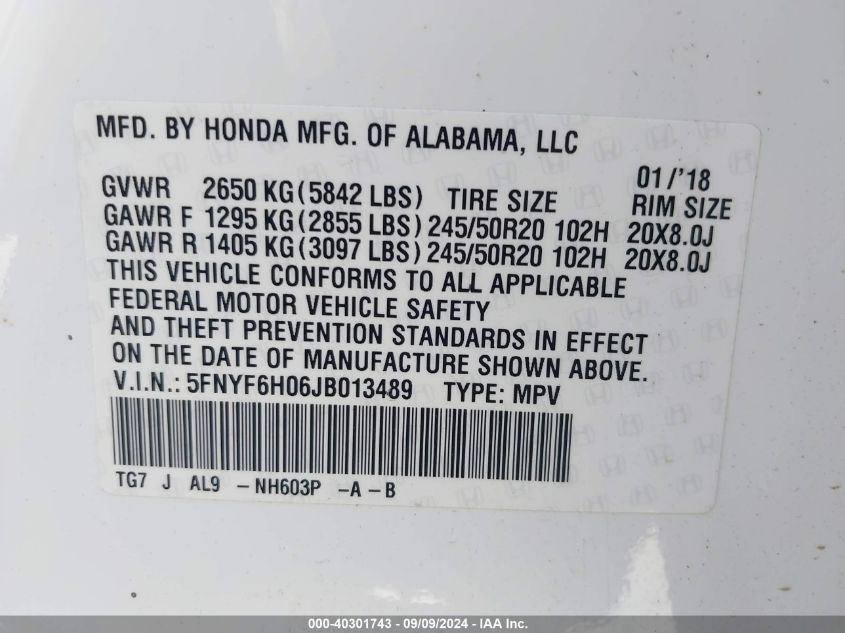 MFD. BY HONDA MFG. OF ALABAMA, LLC
01/'18
GVWR 2650 KG(5842 LBS) TIRE SIZE RIM SIZE
GAWR F 1295 KG(2855 LBS) 245/50R20 102H 20X8.0J
GAWR R 1405 KG(3097 LBS) 245/50R20 102H 20X8.0J
THIS VEHICLE CONFORMS TO ALL APPLICABLE
FEDERAL MOTOR VEHICLE SAFETY
AND THEFT PREVENTION STANDARDS IN EFFECT
ON THE DATE OF MANUFACTURE SHOWN ABOVE.
V.I.N.: 5FNYF6H06JB013489 TYPE: MPV
TG7 J AL9 -NH603P -A-B
000-40301743 - 09/09/2024 - IAA Inc.